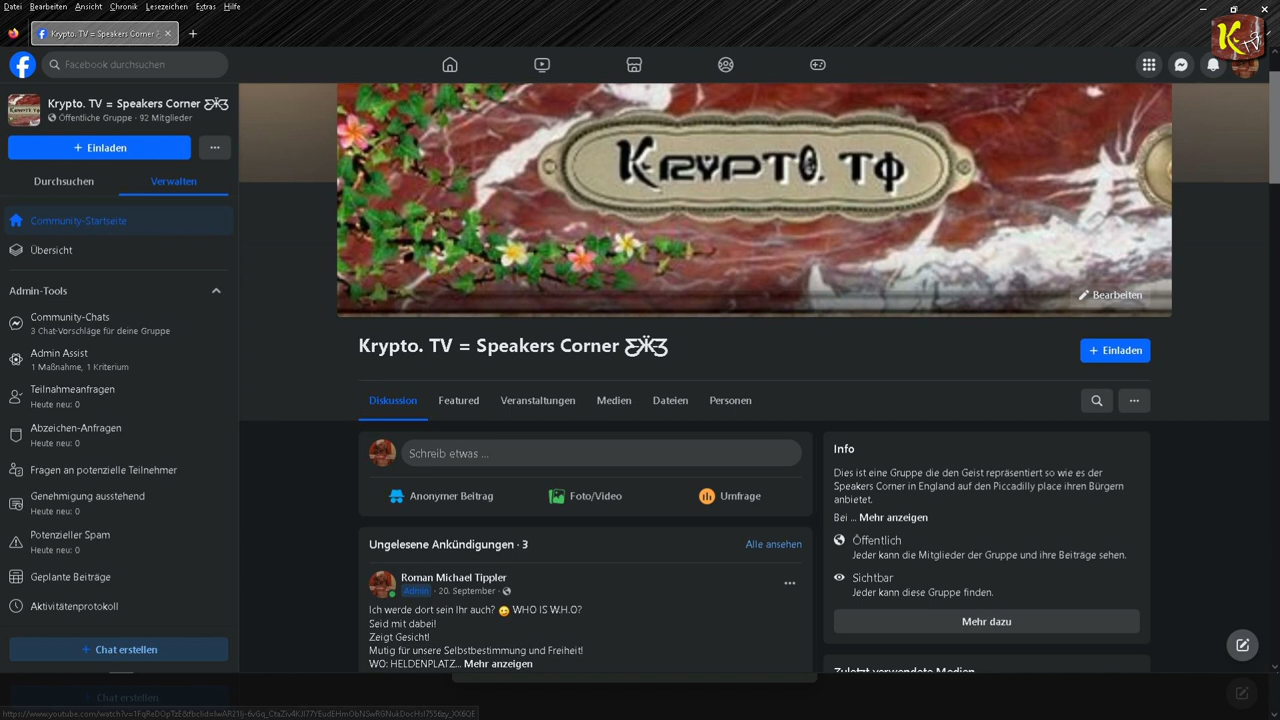 Datei Bearbeiten Ansicht Chronik Lesezeichen Extras Hilfe
Krypto. TV = Speakers Corner
Facebook durchsuchen
Krypto. TV = Speakers Corner Ƹ̵̡Ӝ̵̨̄Ʒ
Öffentliche Gruppe · 92 Mitglieder
+ Einladen
Durchsuchen Verwalten
Community-Startseite
Übersicht
Admin-Tools
Community-Chats
3 Chat-Vorschläge für deine Gruppe
Admin Assist
1 Maßnahme, 1 Kriterium
Teilnahmeanfragen
Heute neu: 0
Abzeichen-Anfragen
Heute neu: 0
Fragen an potenzielle Teilnehmer
Genehmigung ausstehend
Heute neu: 0
Potenzieller Spam
Heute neu: 0
Geplante Beiträge
Aktivitätenprotokoll
+ Chat erstellen
+ Chat erstellen
KRYPTO. TV
Bearbeiten
Krypto. TV = Speakers Corner Ƹ̵̡Ӝ̵̨̄Ʒ
+ Einladen
Diskussion Featured Veranstaltungen Medien Dateien Personen
Schreib etwas ...
Anonymer Beitrag Foto/Video Umfrage
Ungelesene Ankündigungen · 3 Alle ansehen
Roman Michael Tippler
Admin · 20. September ·
Ich werde dort sein Ihr auch? 😉 WHO IS W.H.O?
Seid mit dabei!
Zeigt Gesicht!
Mutig für unsere Selbstbestimmung und Freiheit!
WO: HELDENPLATZ... Mehr anzeigen
Info
Dies ist eine Gruppe die den Geist repräsentiert so wie es der
Speakers Corner in England auf den Piccadilly place ihren Bürgern
anbietet.
Bei ... Mehr anzeigen
Öffentlich
Jeder kann die Mitglieder der Gruppe und ihre Beiträge sehen.
Sichtbar
Jeder kann diese Gruppe finden.
Mehr dazu
Zuletzt verwendete Medien